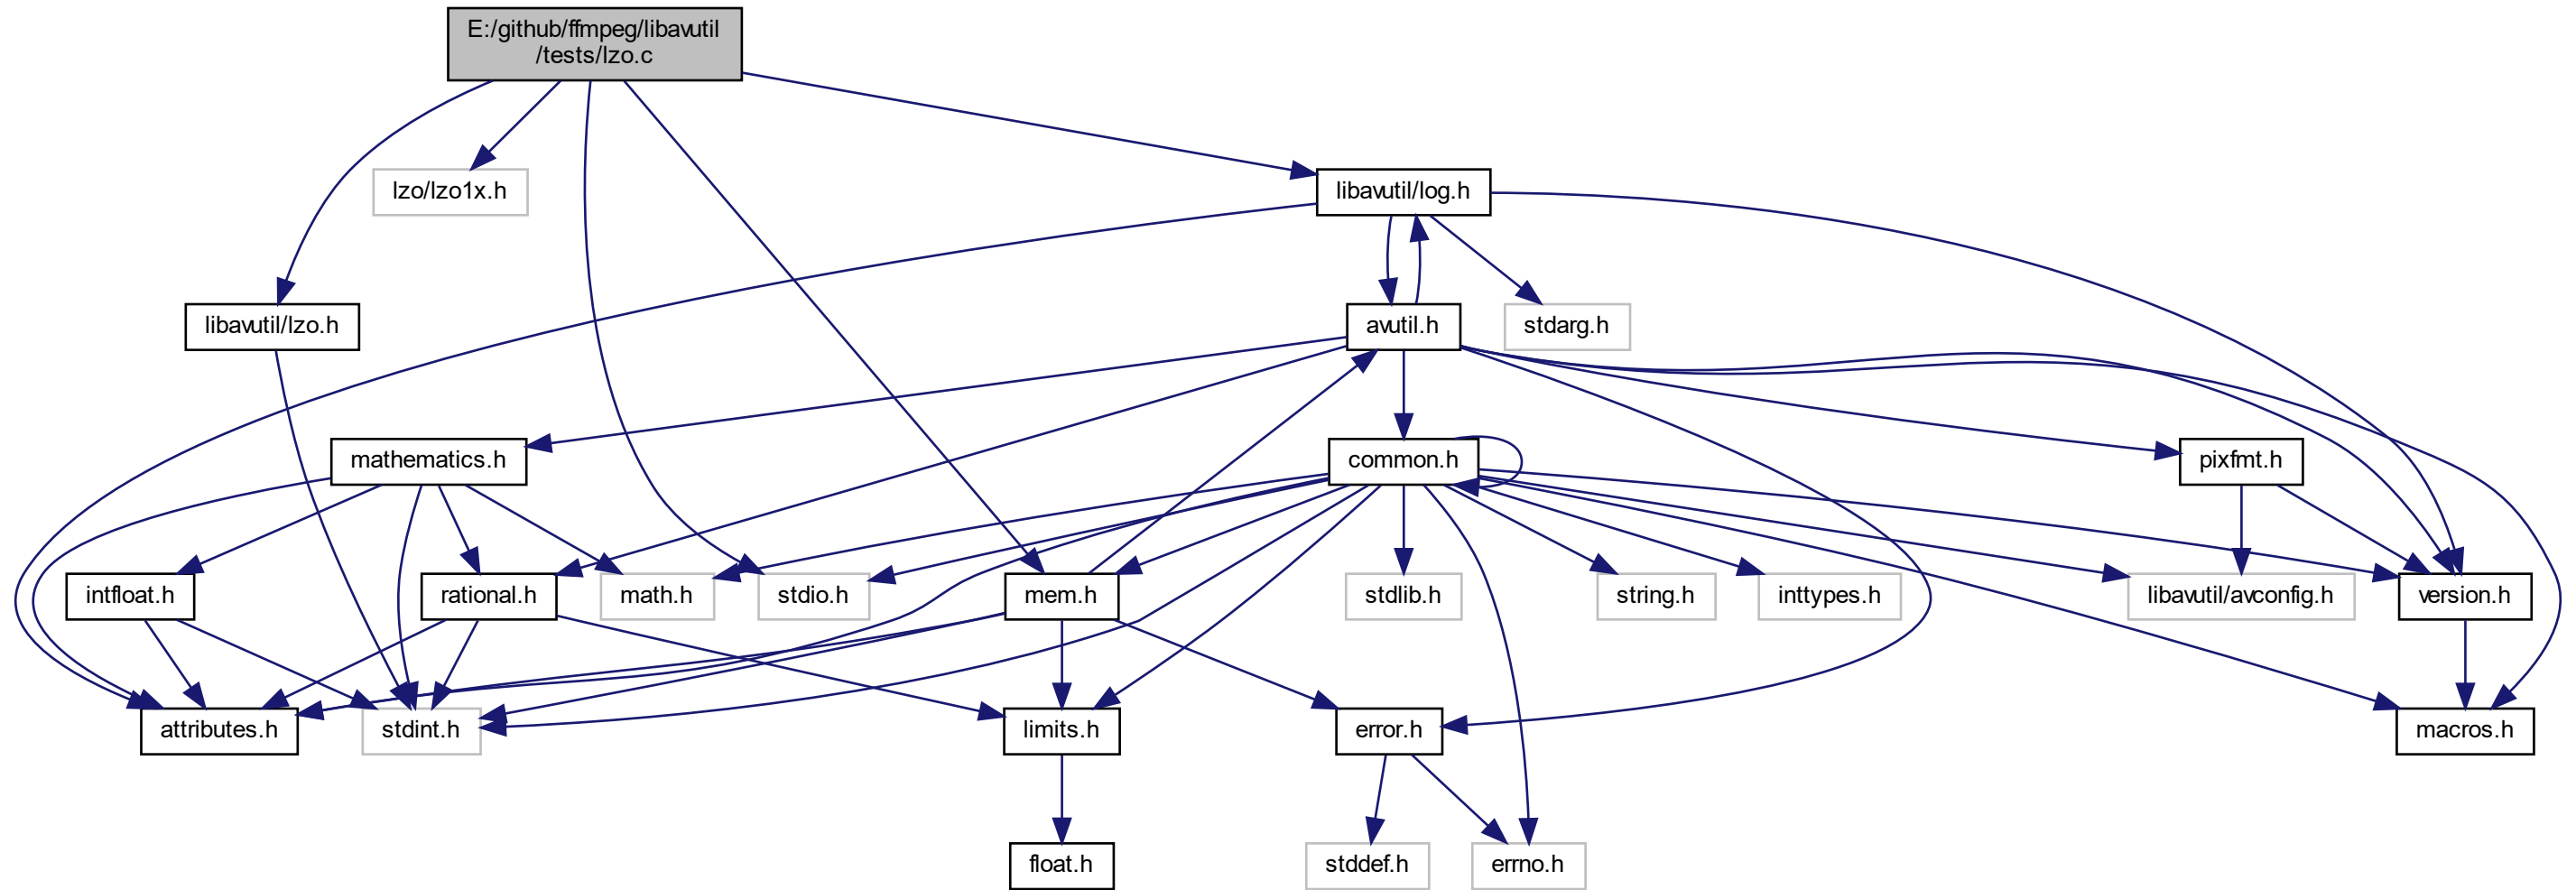 E:/github/ffmpeg/libavutil
/tests/lzo.c
lzo/lzo1x.h
libavutil/log.h
libavutil/lzo.h
avutil.h
stdarg.h
mathematics.h
common.h
pixfmt.h
intfloat.h
rational.h
math.h
stdio.h
mem.h
stdlib.h
string.h
inttypes.h
libavutil/avconfig.h
version.h
attributes.h
stdint.h
limits.h
error.h
macros.h
float.h
stddef.h
errno.h